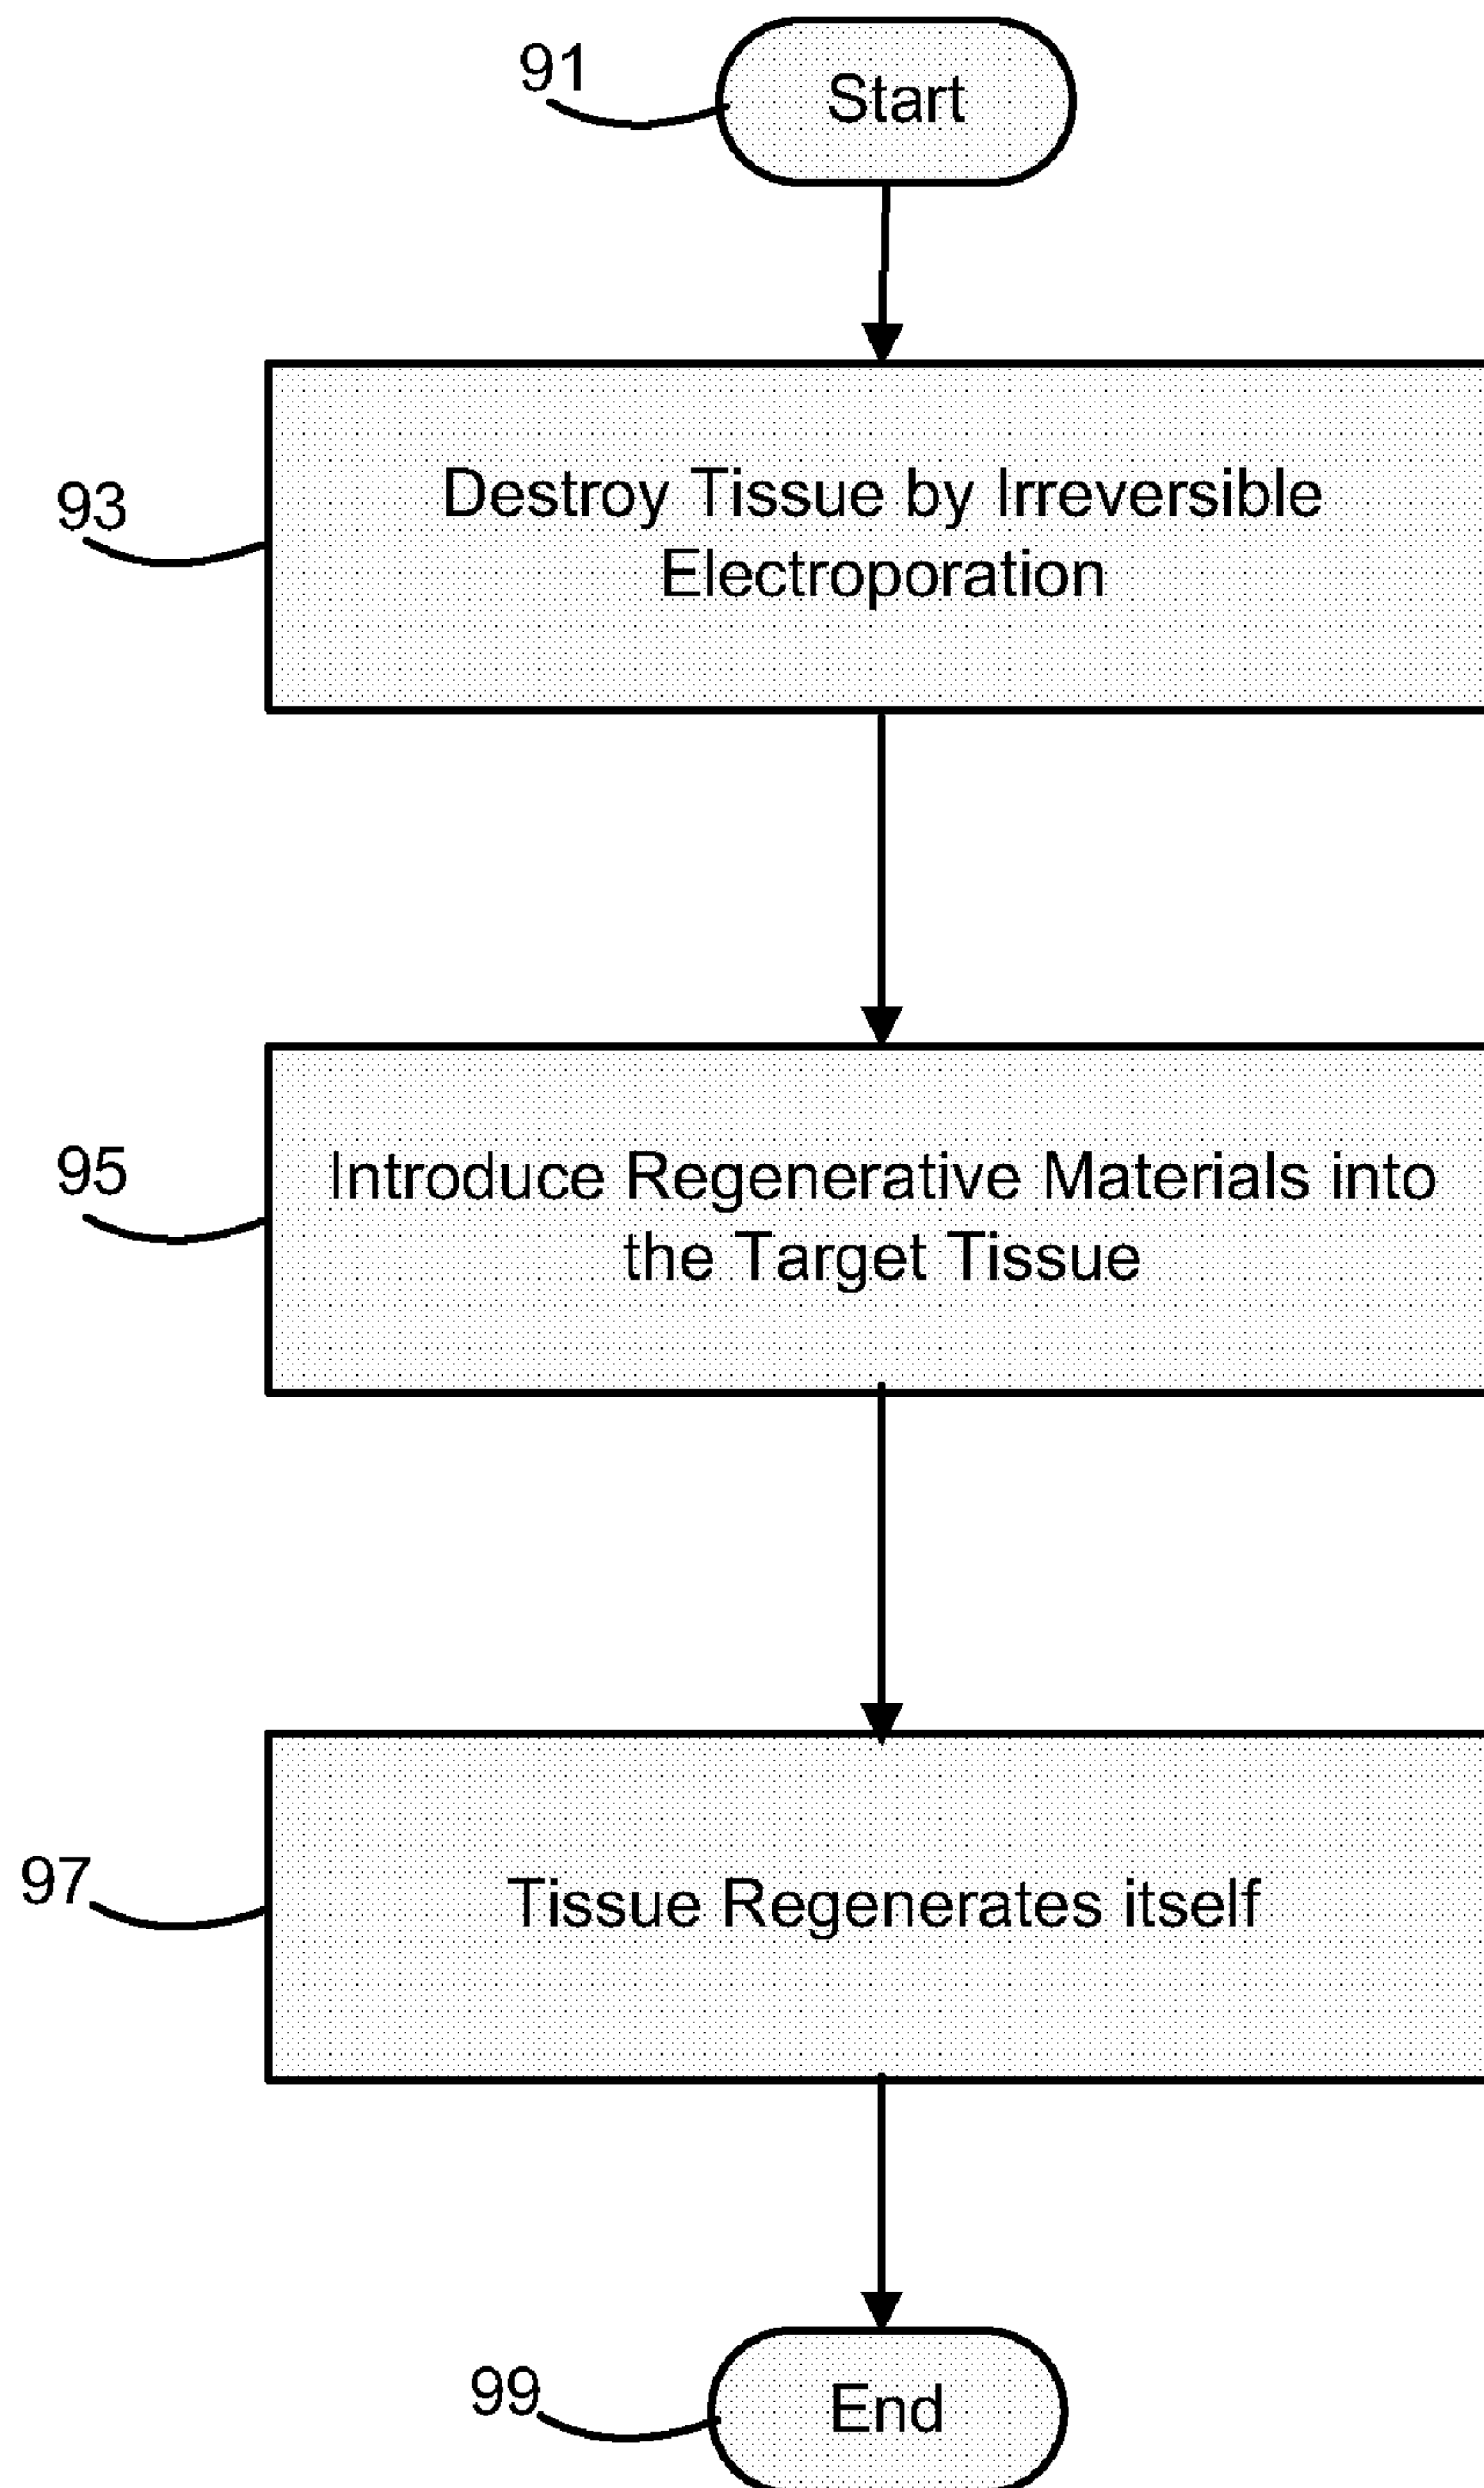 91
Start
93
Destroy Tissue by Irreversible
Electroporation
95
Introduce Regenerative Materials into
the Target Tissue
97
Tissue Regenerates itself
99
End